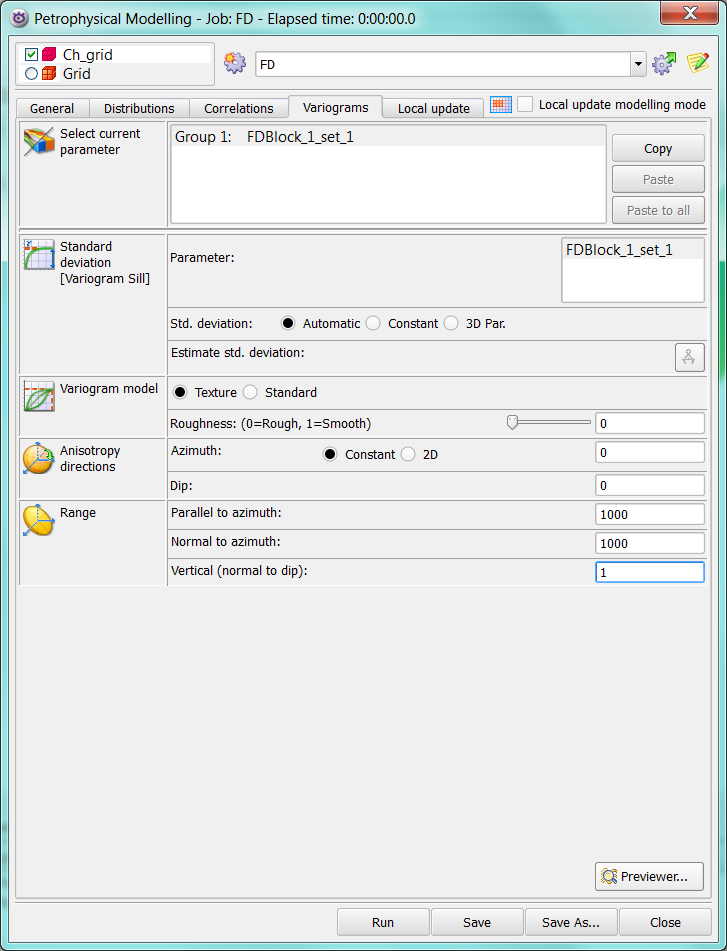 Petrophysical Modelling - Job: FD - Elapsed time: 0:00:00.0
Ch_grid
Grid
FD
General
Distributions
Correlations
Variograms
Local update
Local update modelling mode
Select current
parameter
Group 1: FDBlock_1_set_1
Copy
Paste
Paste to all
Standard
deviation
[Variogram Sill]
Parameter:
FDBlock_1_set_1
Std. deviation: Automatic Constant 3D Par.
Estimate std. deviation:
Variogram model
Texture Standard
Roughness: (0=Rough, 1=Smooth) 0
Anisotropy
directions
Azimuth: Constant 2D 0
Dip: 0
Range
Parallel to azimuth: 1000
Normal to azimuth: 1000
Vertical (normal to dip): 1
Previewer...
Run
Save
Save As...
Close